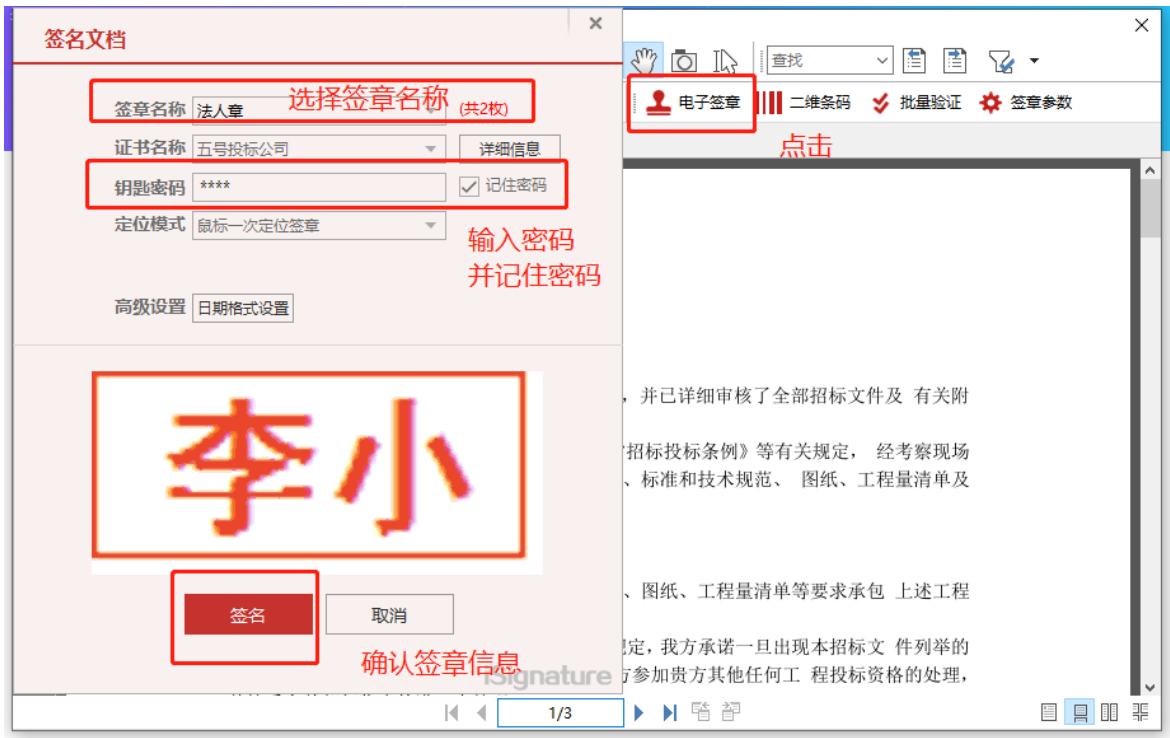 签名文档
签章名称 法人章 选择签章名称 (共2枚)
证书名称 五号投标公司 详细信息
钥匙密码 **** 记住密码
定位模式 鼠标一次定位签章
输入密码
并记住密码
高级设置 日期格式设置
李小
签名 取消
确认签章信息
iSignature
查找
电子签章 二维条码 批量验证 签章参数
点击
，并已详细审核了全部招标文件及 有关附
招标投标条例》等有关规定， 经考察现场
、标准和技术规范、 图纸、工程量清单及
、图纸、工程量清单等要求承包 上述工程
定，我方承诺一旦出现本招标文 件列举的
方参加贵方其他任何工 程投标资格的处理，
1/3